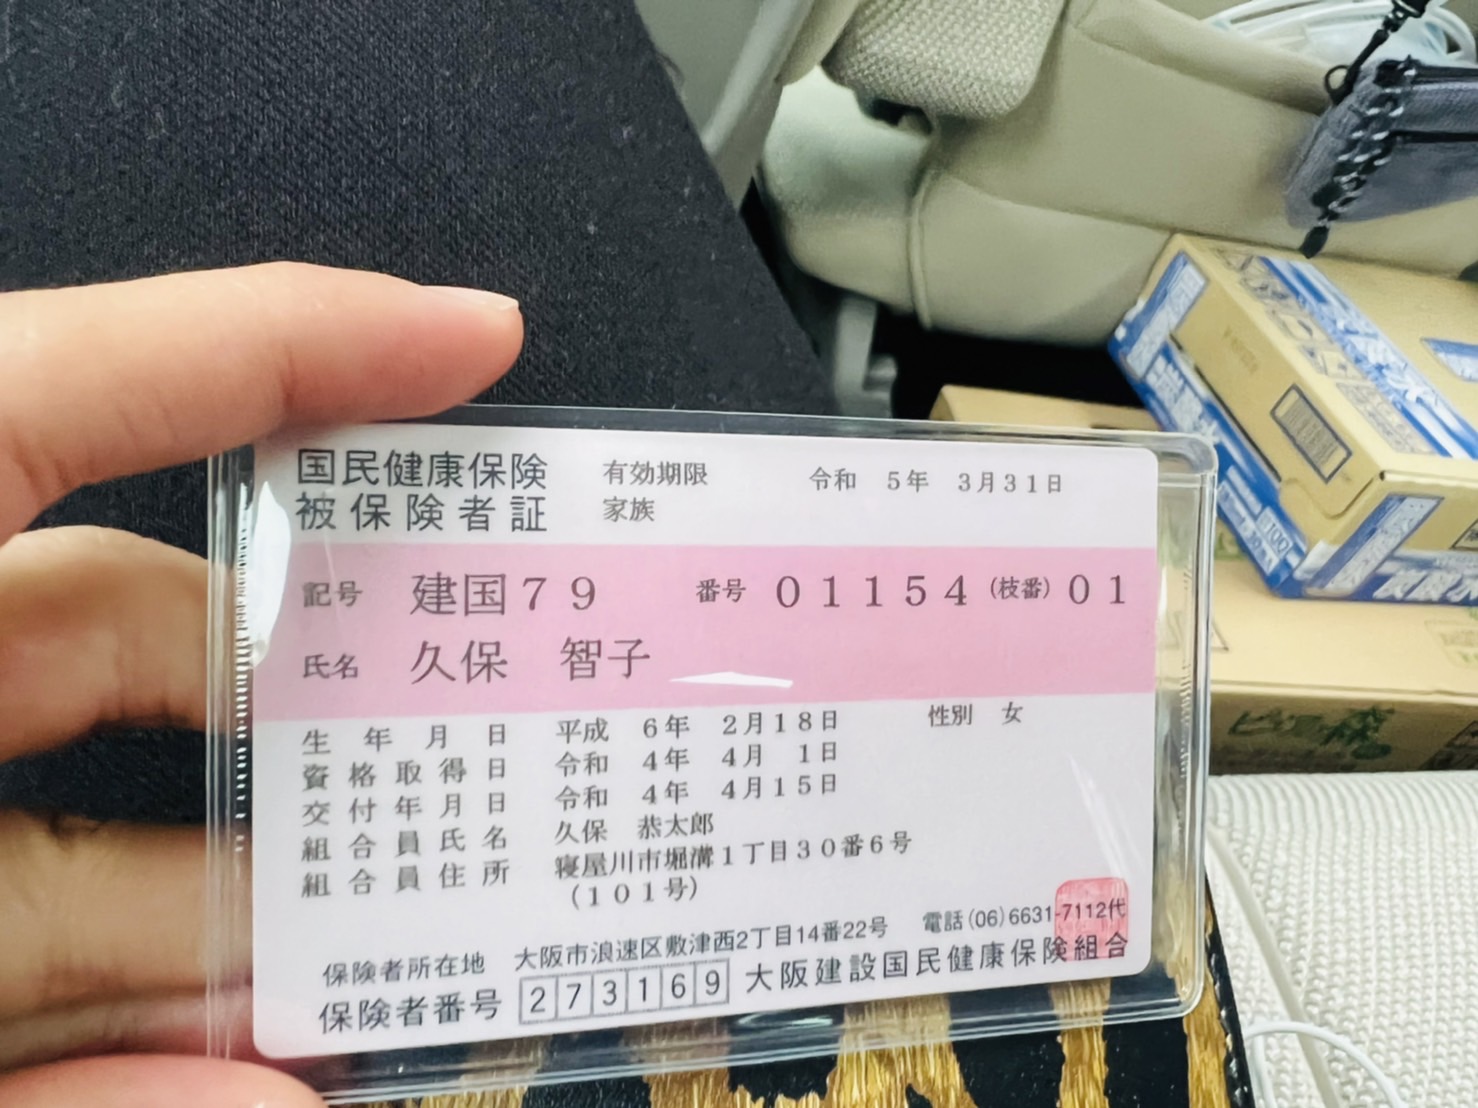 国民健康保険
被保険者証
有効期限 令和 5年 3月31日
家族
記号 建国79 番号 01154 (枝番) 01
氏名 久保 智子
生年月日 平成 6年 2月18日 性別 女
資格取得日 令和 4年 4月 1日
交付年月日 令和 4年 4月15日
組合員氏名 久保 恭太郎
組合員住所 寝屋川市堀溝1丁目30番6号
(101号)
保険者所在地 大阪市浪速区敷津西2丁目14番22号 電話(06)6631-7112代
保険者番号 273169 大阪建設国民健康保険組合
100